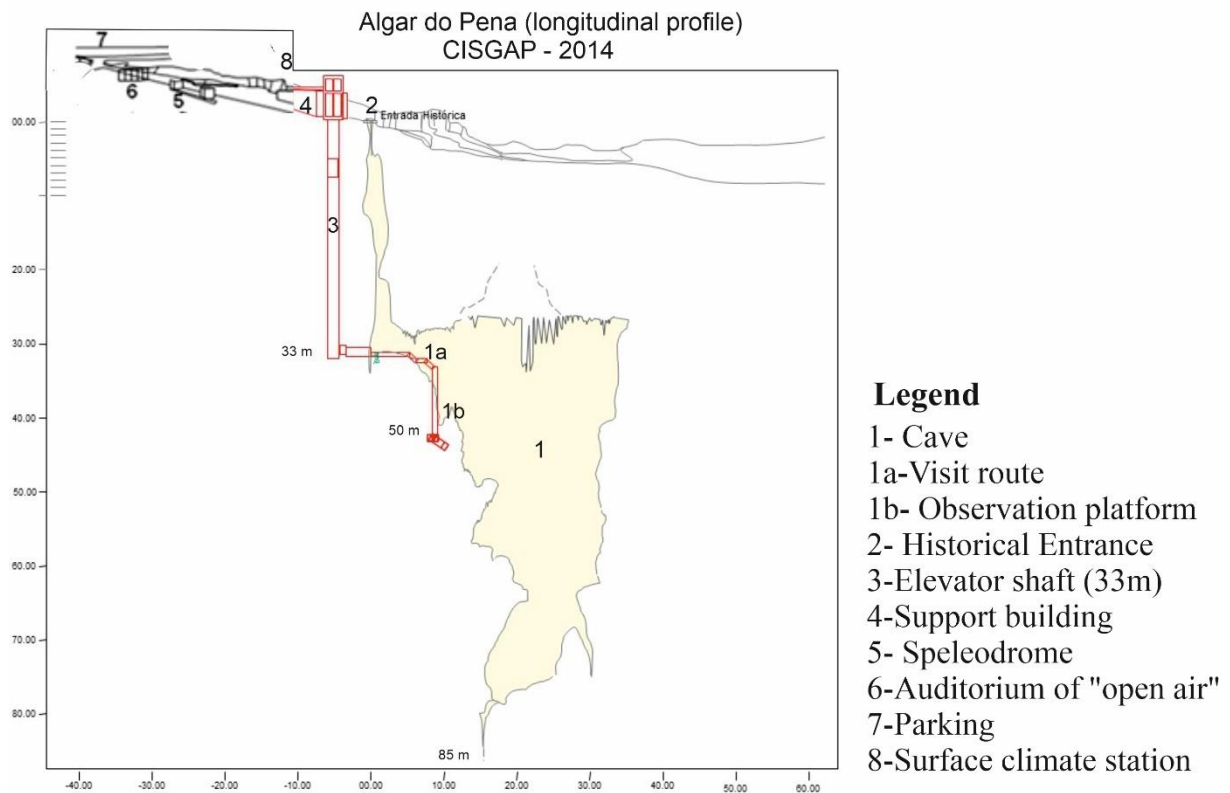 Algar do Pena (longitudinal profile)
CISGAP - 2014
7
8
6
5
4
2
Entrada Histórica
00.00
3
20.00
30.00
33 m
1a
40.00
1b
50 m
1
50.00
60.00
70.00
80.00
85 m
-40.00 -30.00 -20.00 -10.00 00.00 10.00 20.00 30.00 40.00 50.00 60.00
Legend
1- Cave
1a-Visit route
1b- Observation platform
2- Historical Entrance
3-Elevator shaft (33m)
4-Support building
5- Speleodrome
6-Auditorium of "open air"
7-Parking
8-Surface climate station